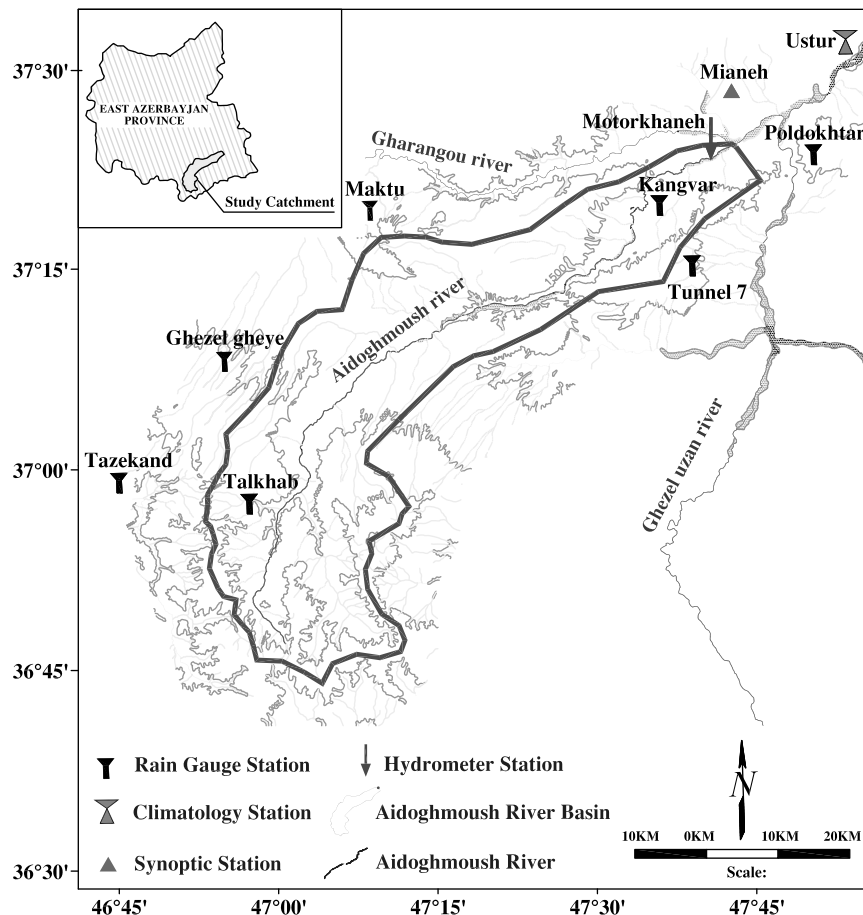 EAST AZERBAYJAN
PROVINCE
Study Catchment
Ustur
37°30'
Mianeh
Motorkhaneh
Poldokhtar
Gharangou river
Maktu
Kangvar
37°15'
1500
Tunnel 7
Aidoghmoush river
Ghezel gheye
Ghezel uzan river
37°00'
Tazekand
Talkhab
36°45'
Rain Gauge Station
Hydrometer Station
Climatology Station
Aidoghmoush River Basin
Synoptic Station
Aidoghmoush River
N
10KM 0KM 10KM 20KM
Scale:
36°30'
46°45' 47°00' 47°15' 47°30' 47°45'